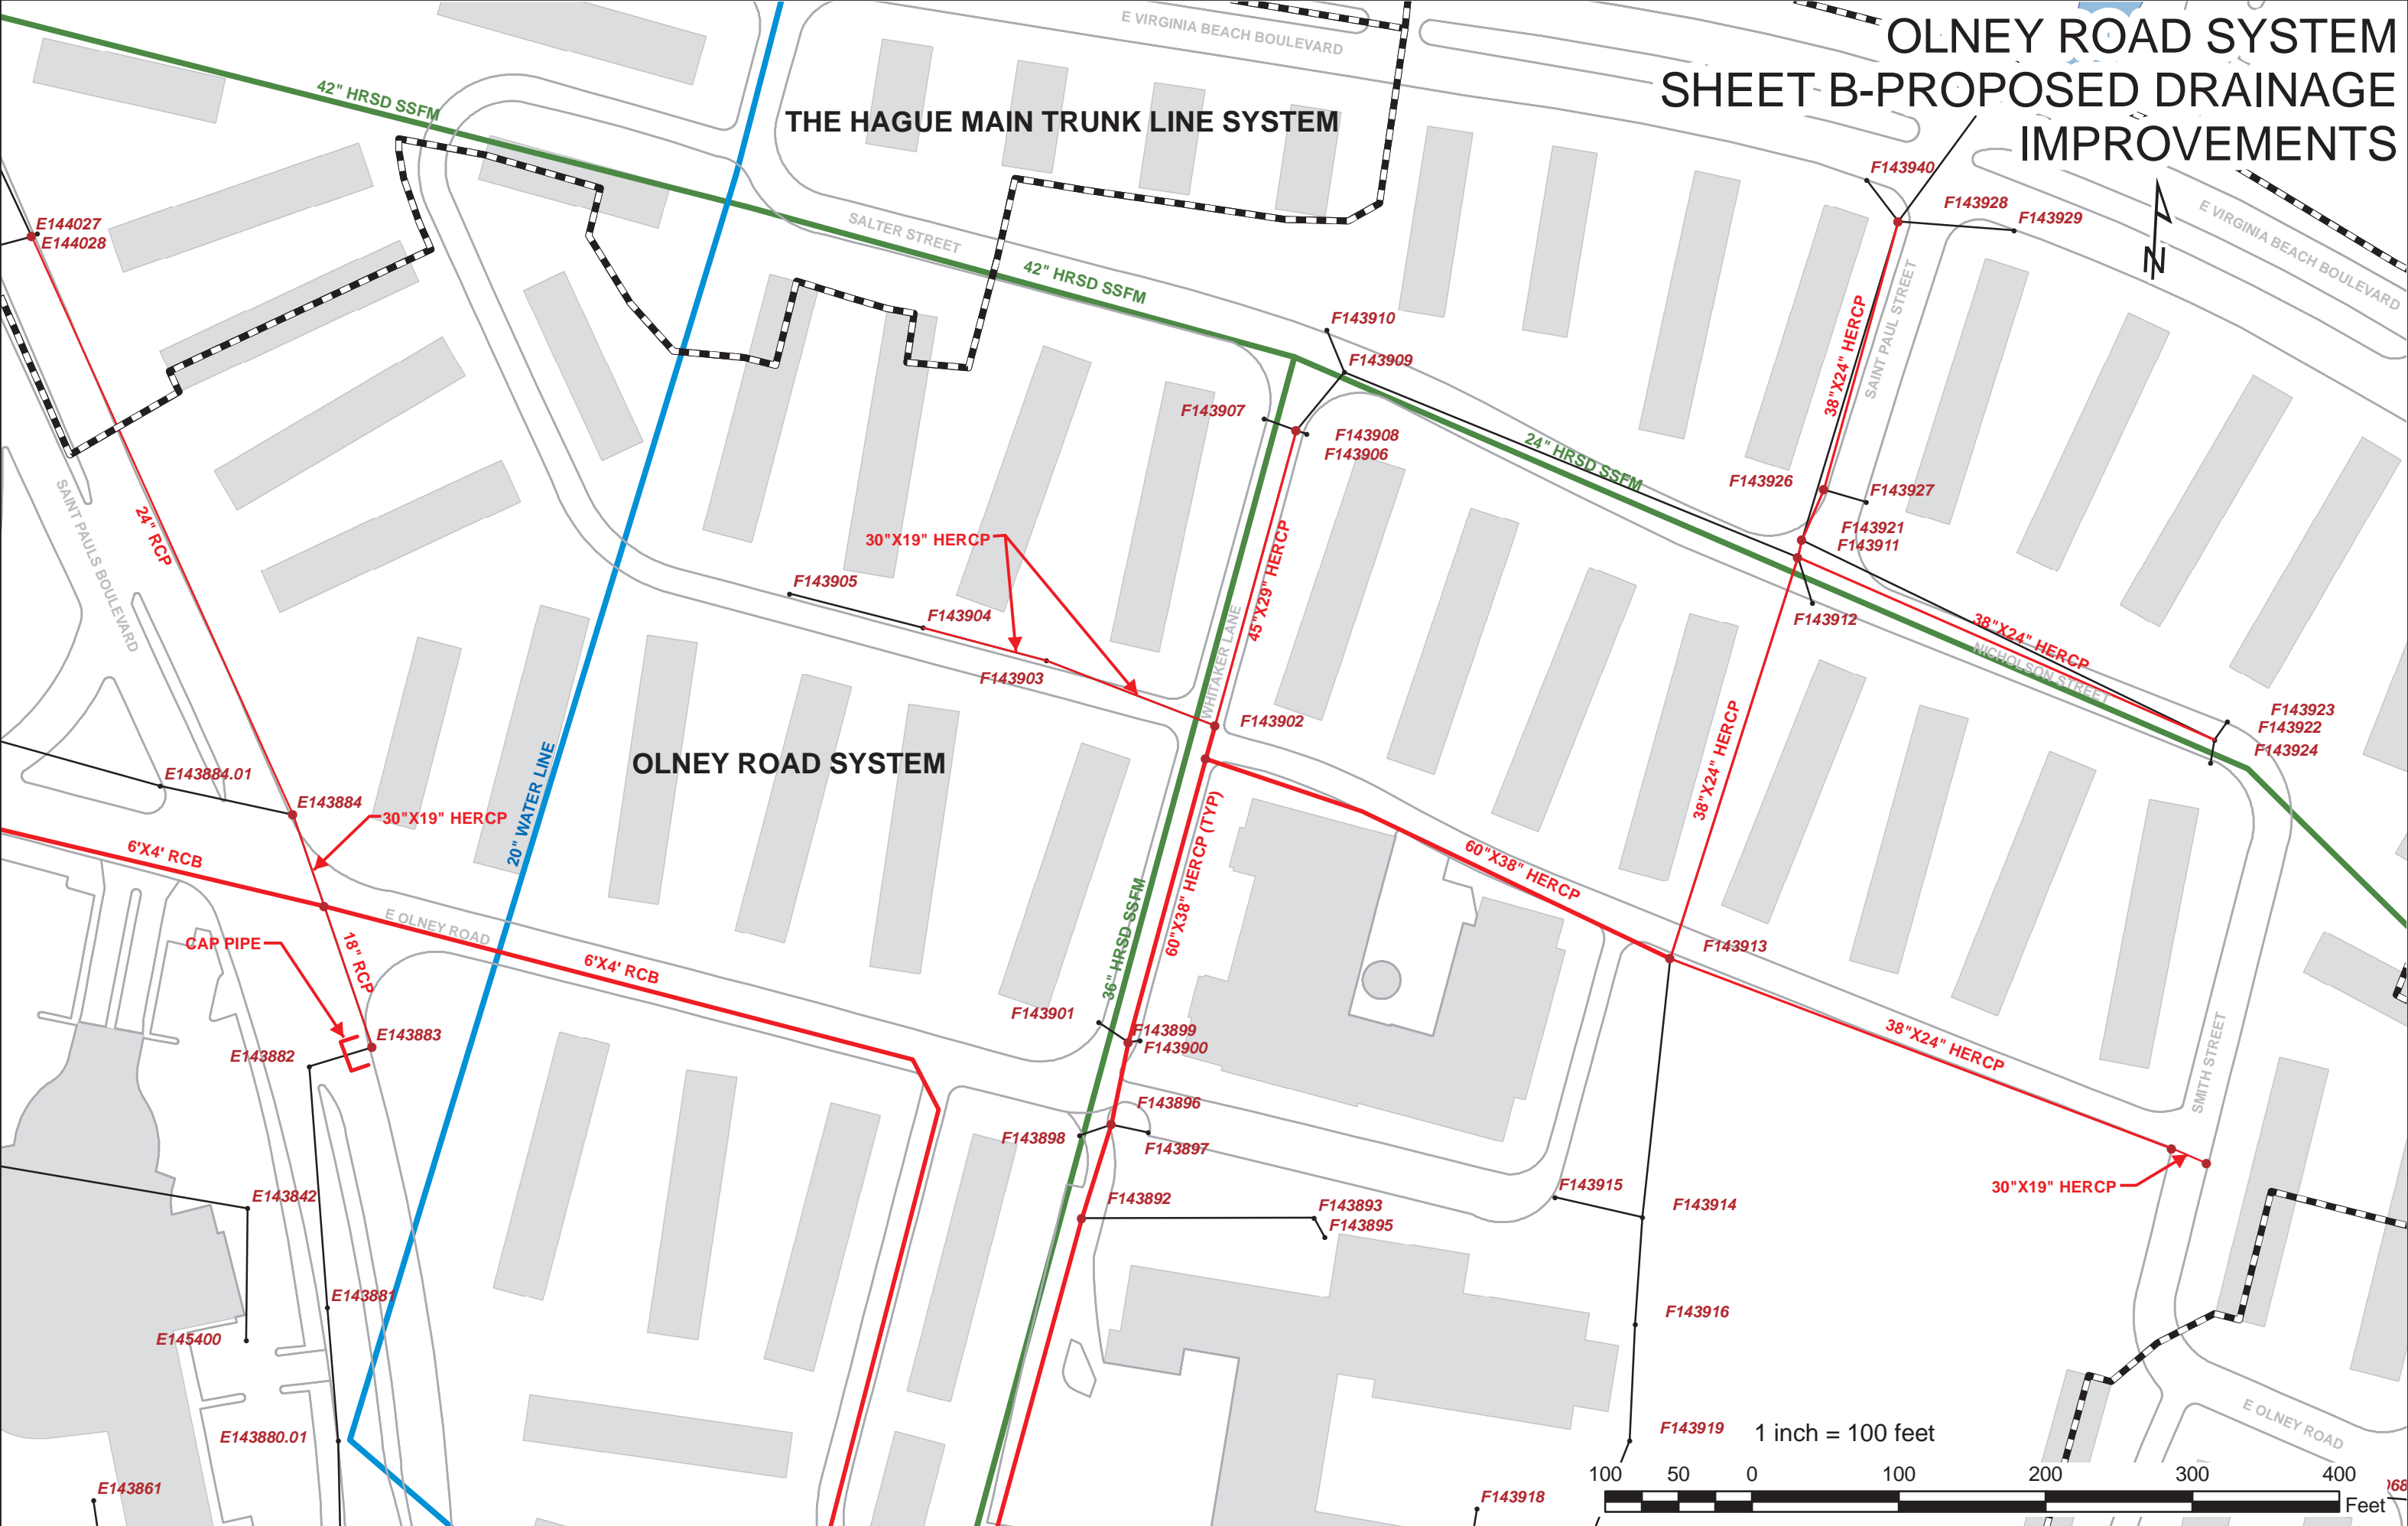 OLNEY ROAD SYSTEM
SHEET B-PROPOSED DRAINAGE
IMPROVEMENTS
N
E VIRGINIA BEACH BOULEVARD
42" HRSD SSFM
THE HAGUE MAIN TRUNK LINE SYSTEM
F143940
F143928
F143929
E VIRGINIA BEACH BOULEVARD
E144027
E144028
SALTER STREET
42" HRSD SSFM
SAINT PAUL STREET
38"X24" HERCP
F143910
F143909
F143907
F143908
F143906
24" HRSD SSFM
F143926
F143927
F143921
F143911
SAINT PAULS BOULEVARD
24" RCP
30"X19" HERCP
45"X29" HERCP
F143905
F143904
F143903
F143912
38"X24" HERCP
NICHOLSON STREET
WHITAKER LANE
F143902
F143923
F143922
F143924
OLNEY ROAD SYSTEM
20" WATER LINE
E143884.01
E143884
30"X19" HERCP
38"X24" HERCP
6'X4' RCB
60"X38" HERCP (TYP)
60"X38" HERCP
E OLNEY ROAD
CAP PIPE
18" RCP
6'X4' RCB
36" HRSD SSFM
F143913
F143901
F143899
F143900
E143883
E143882
38"X24" HERCP
SMITH STREET
F143896
F143898
F143897
30"X19" HERCP
E143842
F143892
F143893
F143895
F143915
F143914
E143881
E145400
F143916
E143880.01
F143919
1 inch = 100 feet
E OLNEY ROAD
E143861
F143918
100 50 0 100 200 300 400
Feet